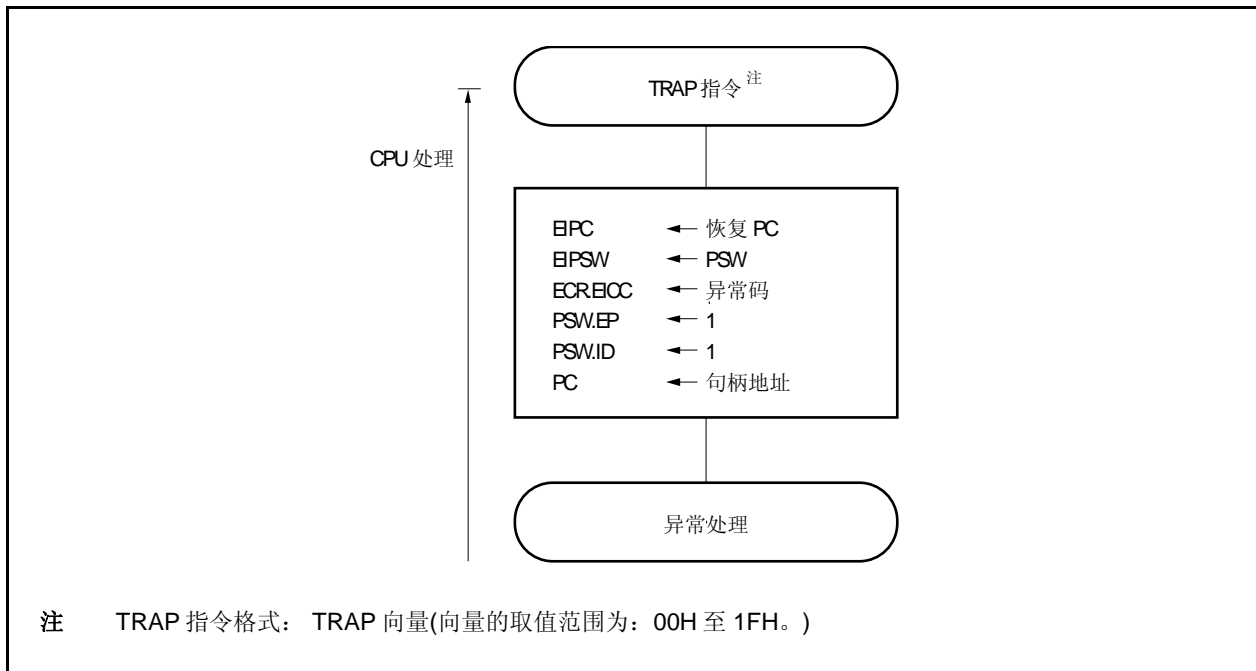 TRAP 指令 注
CPU 处理
EIPC ← 恢复 PC
EIPSW ← PSW
ECR.EICC ← 异常码
PSW.EP ← 1
PSW.ID ← 1
PC ← 句柄地址
异常处理
注 TRAP 指令格式： TRAP 向量(向量的取值范围为：00H 至 1FH。)